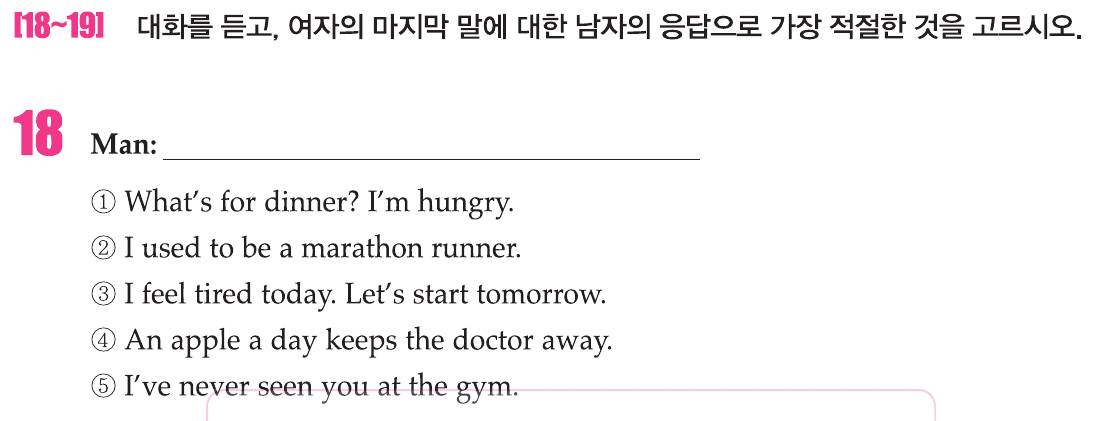 [18~19] 대화를 듣고, 여자의 마지막 말에 대한 남자의 응답으로 가장 적절한 것을 고르시오.
18 Man:
① What's for dinner? I'm hungry.
② I used to be a marathon runner.
③ I feel tired today. Let's start tomorrow.
④ An apple a day keeps the doctor away.
⑤ I've never seen you at the gym.